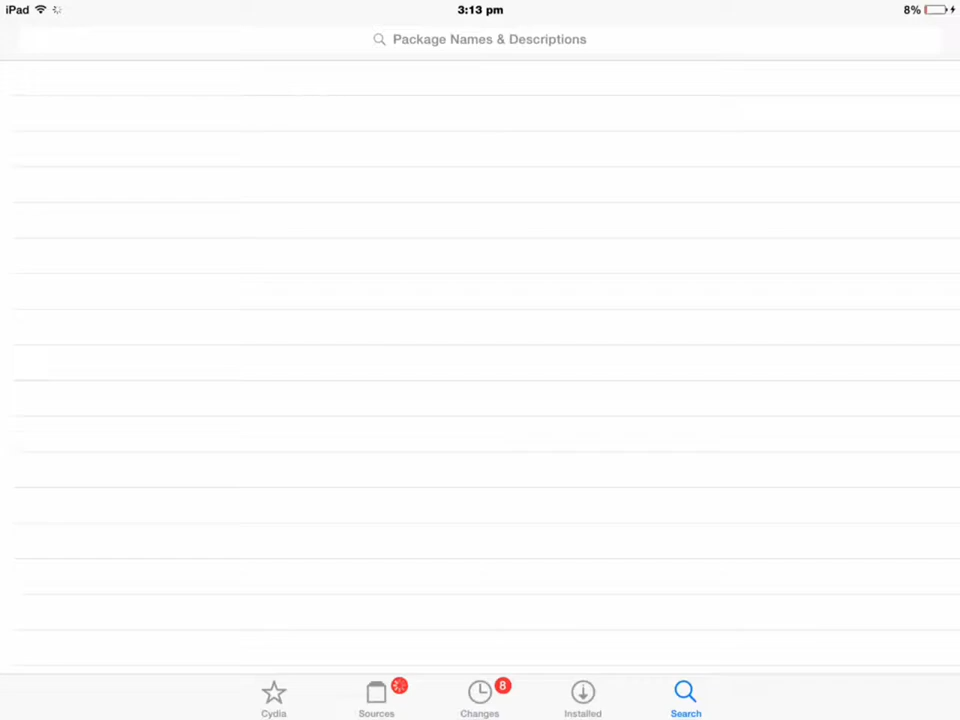 iPad 3:13 pm 8%
Package Names & Descriptions
8
Cydia Sources Changes Installed Search